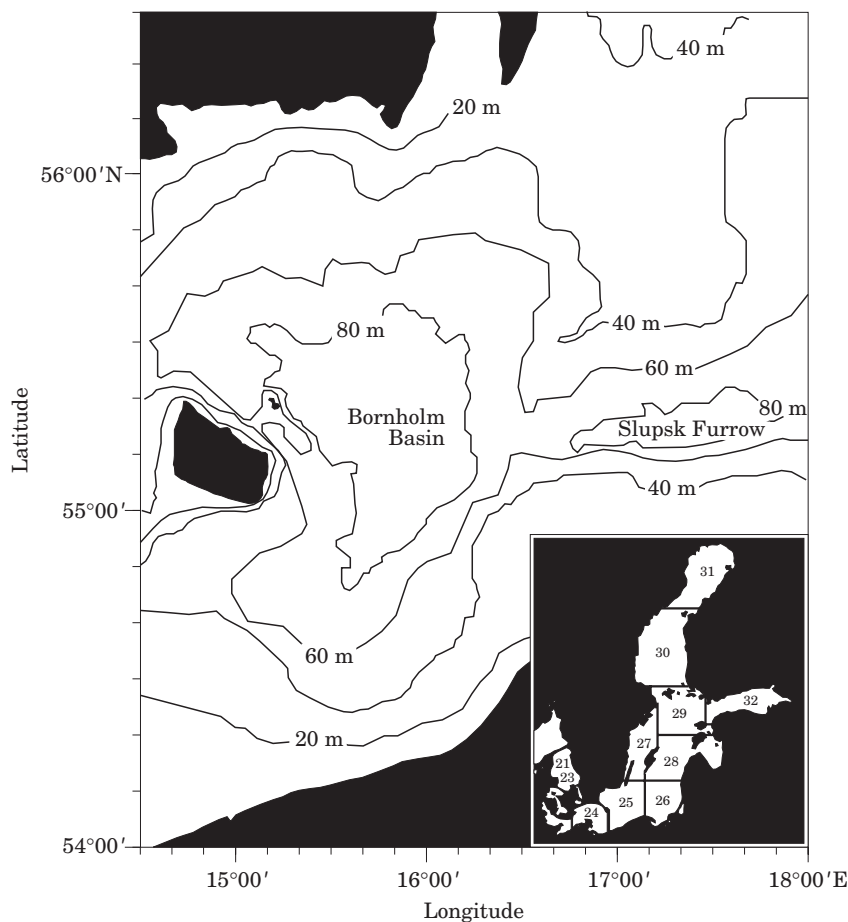 40 m
20 m
56°00′N
80 m
40 m
60 m
80 m
Bornholm
Basin
Slupsk Furrow
Latitude
40 m
55°00′
31
30
60 m
32
29
20 m
27
28
21
23
25
26
24
54°00′
15°00′
16°00′
17°00′
18°00′E
Longitude